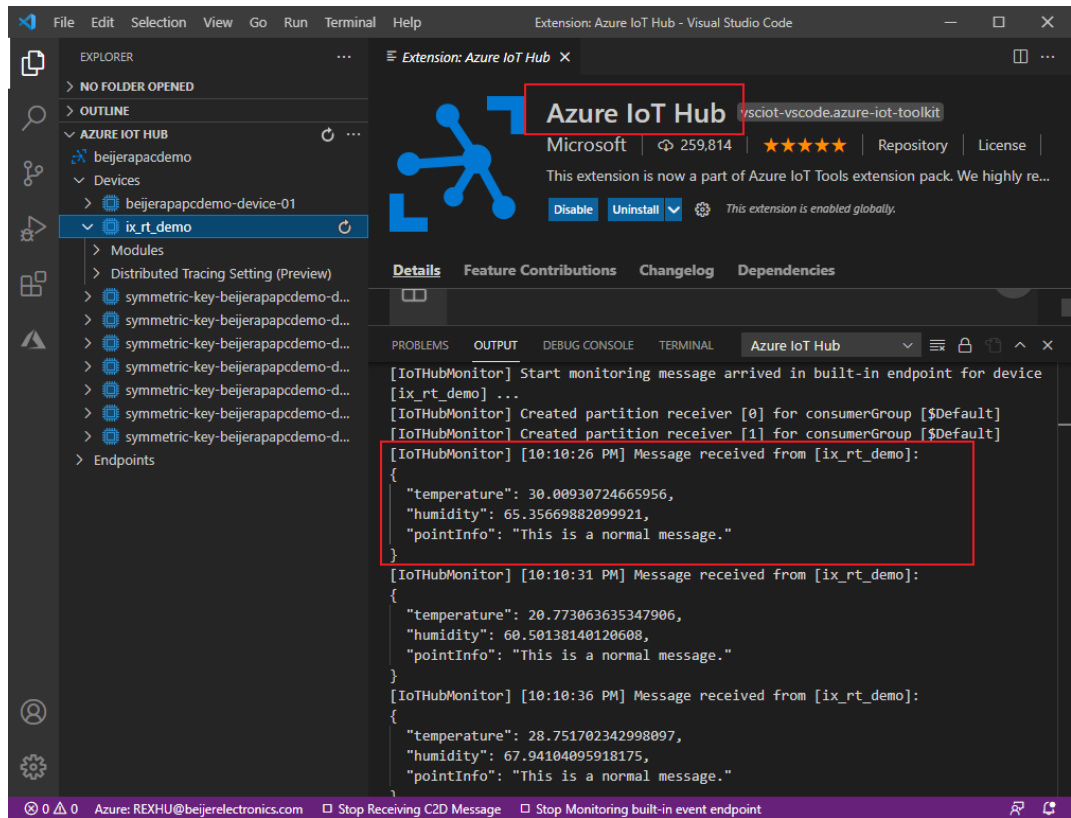 File Edit Selection View Go Run Terminal Help
Extension: Azure IoT Hub - Visual Studio Code
EXPLORER
NO FOLDER OPENED
OUTLINE
AZURE IOT HUB
beijerapacdemo
Devices
beijerapapcdemo-device-01
ix_rt_demo
Modules
Distributed Tracing Setting (Preview)
symmetric-key-beijerapapcdemo-d...
symmetric-key-beijerapapcdemo-d...
symmetric-key-beijerapapcdemo-d...
symmetric-key-beijerapapcdemo-d...
symmetric-key-beijerapapcdemo-d...
symmetric-key-beijerapapcdemo-d...
symmetric-key-beijerapapcdemo-d...
Endpoints
Extension: Azure IoT Hub
Azure IoT Hub vsciot-vscode.azure-iot-toolkit
Microsoft 259,814 ★★★★★ Repository License
This extension is now a part of Azure IoT Tools extension pack. We highly re...
Disable Uninstall This extension is enabled globally.
Details Feature Contributions Changelog Dependencies
PROBLEMS OUTPUT DEBUG CONSOLE TERMINAL Azure IoT Hub
[IoTHubMonitor] Start monitoring message arrived in built-in endpoint for device
[ix_rt_demo] ...
[IoTHubMonitor] Created partition receiver [0] for consumerGroup [$Default]
[IoTHubMonitor] Created partition receiver [1] for consumerGroup [$Default]
[IoTHubMonitor] [10:10:26 PM] Message received from [ix_rt_demo]:
{
"temperature": 30.00930724665956,
"humidity": 65.35669882099921,
"pointInfo": "This is a normal message."
}
[IoTHubMonitor] [10:10:31 PM] Message received from [ix_rt_demo]:
{
"temperature": 20.773063635347906,
"humidity": 60.50138140120608,
"pointInfo": "This is a normal message."
}
[IoTHubMonitor] [10:10:36 PM] Message received from [ix_rt_demo]:
{
"temperature": 28.751702342998097,
"humidity": 67.94104095918175,
"pointInfo": "This is a normal message."
}
0 0 Azure: REXHU@beijerelectronics.com Stop Receiving C2D Message Stop Monitoring built-in event endpoint